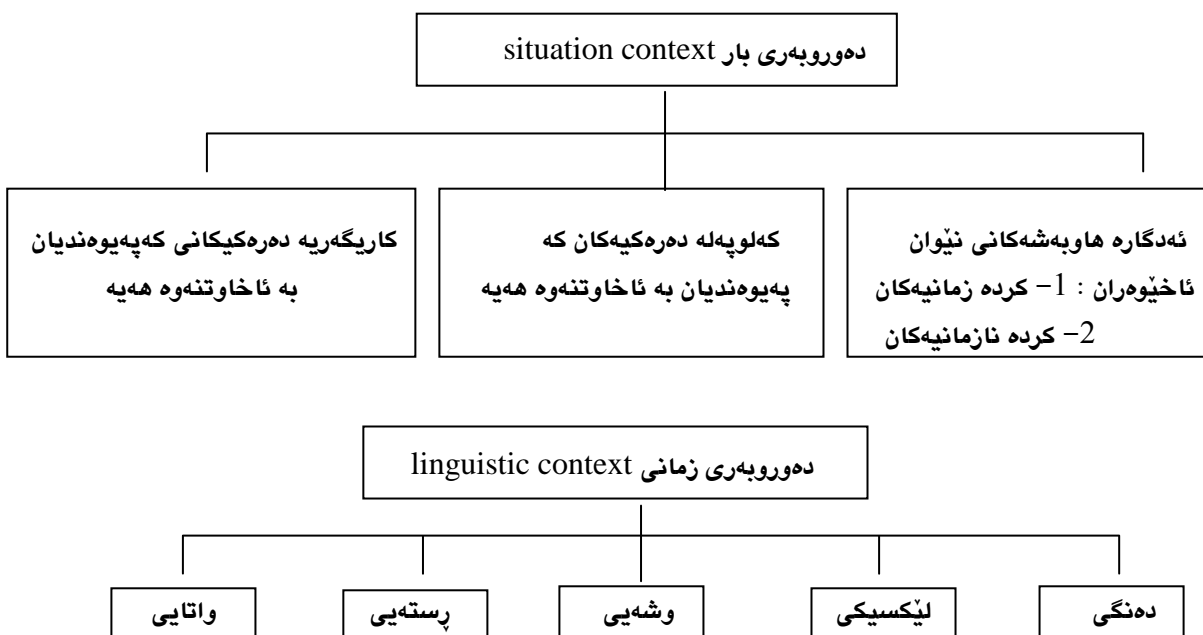 دەوروبەری بار situation context
ئەدگارە هاوبەشەکانی نێوان
ئاخێوەران : 1- کردە زمانیەکان
2- کردە نازمانیەکان
کەلوپەلە دەرەکیەکان کە
پەیوەندیان بە ئاخاوتنەوە هەیە
کاریگەریە دەرەکیکانی کەپەیوەندیان
بە ئاخاوتنەوە هەیە
دەوروبەری زمانی linguistic context
دەنگی
لێکسیکی
وشەیی
ڕستەیی
واتایی